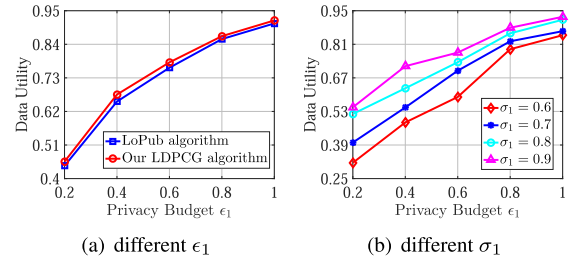 0.95
0.84
0.73
0.62
0.51
0.4
Data Utility
LoPub algorithm
Our LDPCG algorithm
0.2 0.4 0.6 0.8 1
Privacy Budget ϵ₁
(a) different ϵ₁
0.95
0.81
0.67
0.53
0.39
0.25
Data Utility
σ₁ = 0.6
σ₁ = 0.7
σ₁ = 0.8
σ₁ = 0.9
0.2 0.4 0.6 0.8 1
Privacy Budget ϵ₁
(b) different σ₁